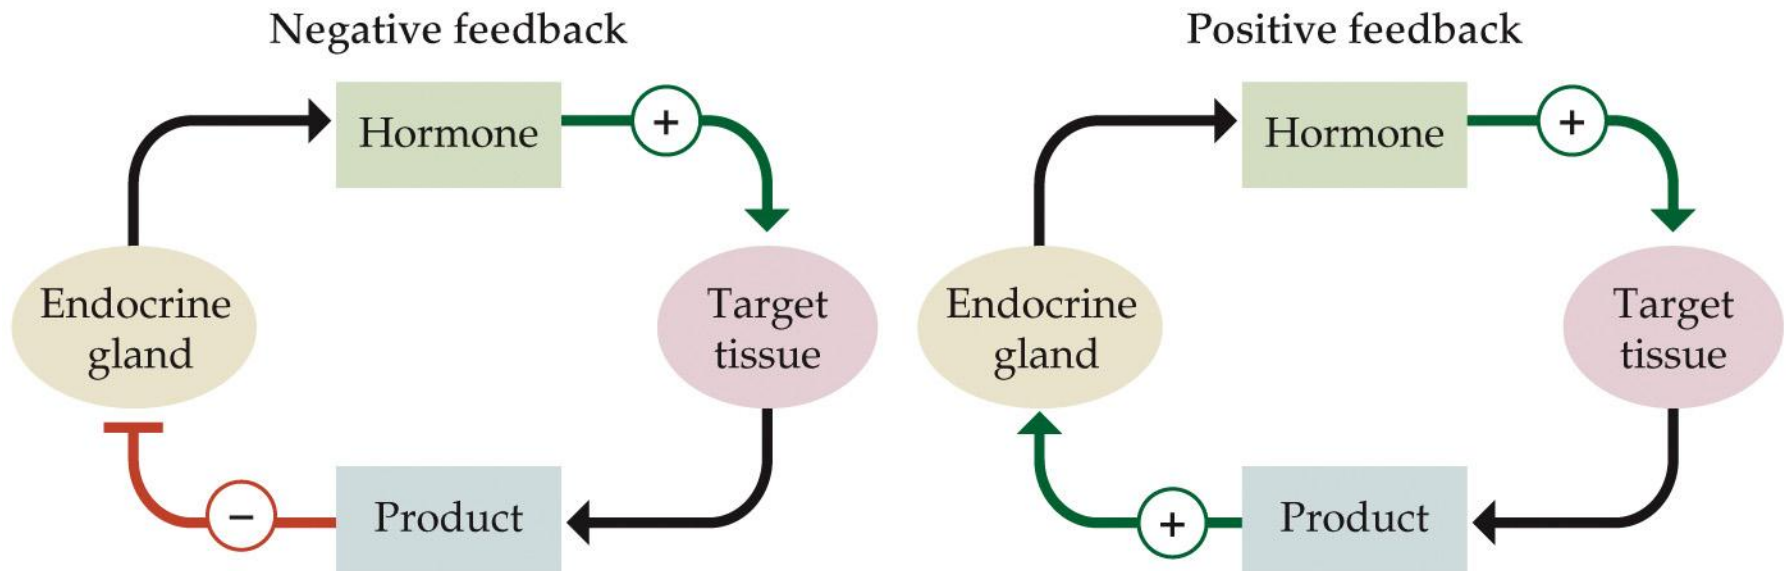 Negative feedback
Hormone
+
Target
tissue
Product
−
Endocrine
gland
Positive feedback
Hormone
+
Target
tissue
Product
+
Endocrine
gland